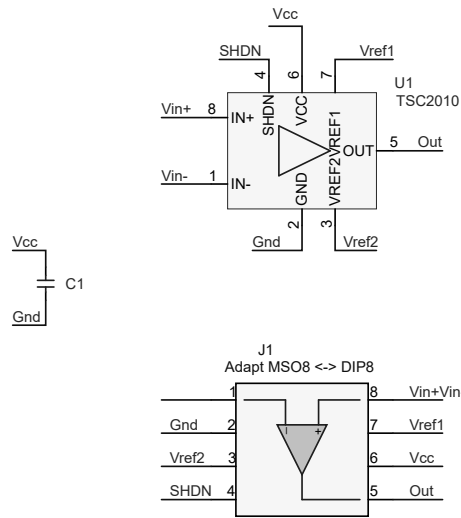 Vcc
SHDN
Vref1
4
6
7
U1
TSC2010
Vin+ 8 IN+
SHDN
VCC
VREF1
OUT 5 Out
Vin- 1 IN-
GND
VREF2
2
3
Gnd
Vref2
Vcc
C1
Gnd
J1
Adapt MSO8 <-> DIP8
1
8 Vin+Vin
- +
Gnd 2
7 Vref1
Vref2 3
6 Vcc
SHDN 4
5 Out